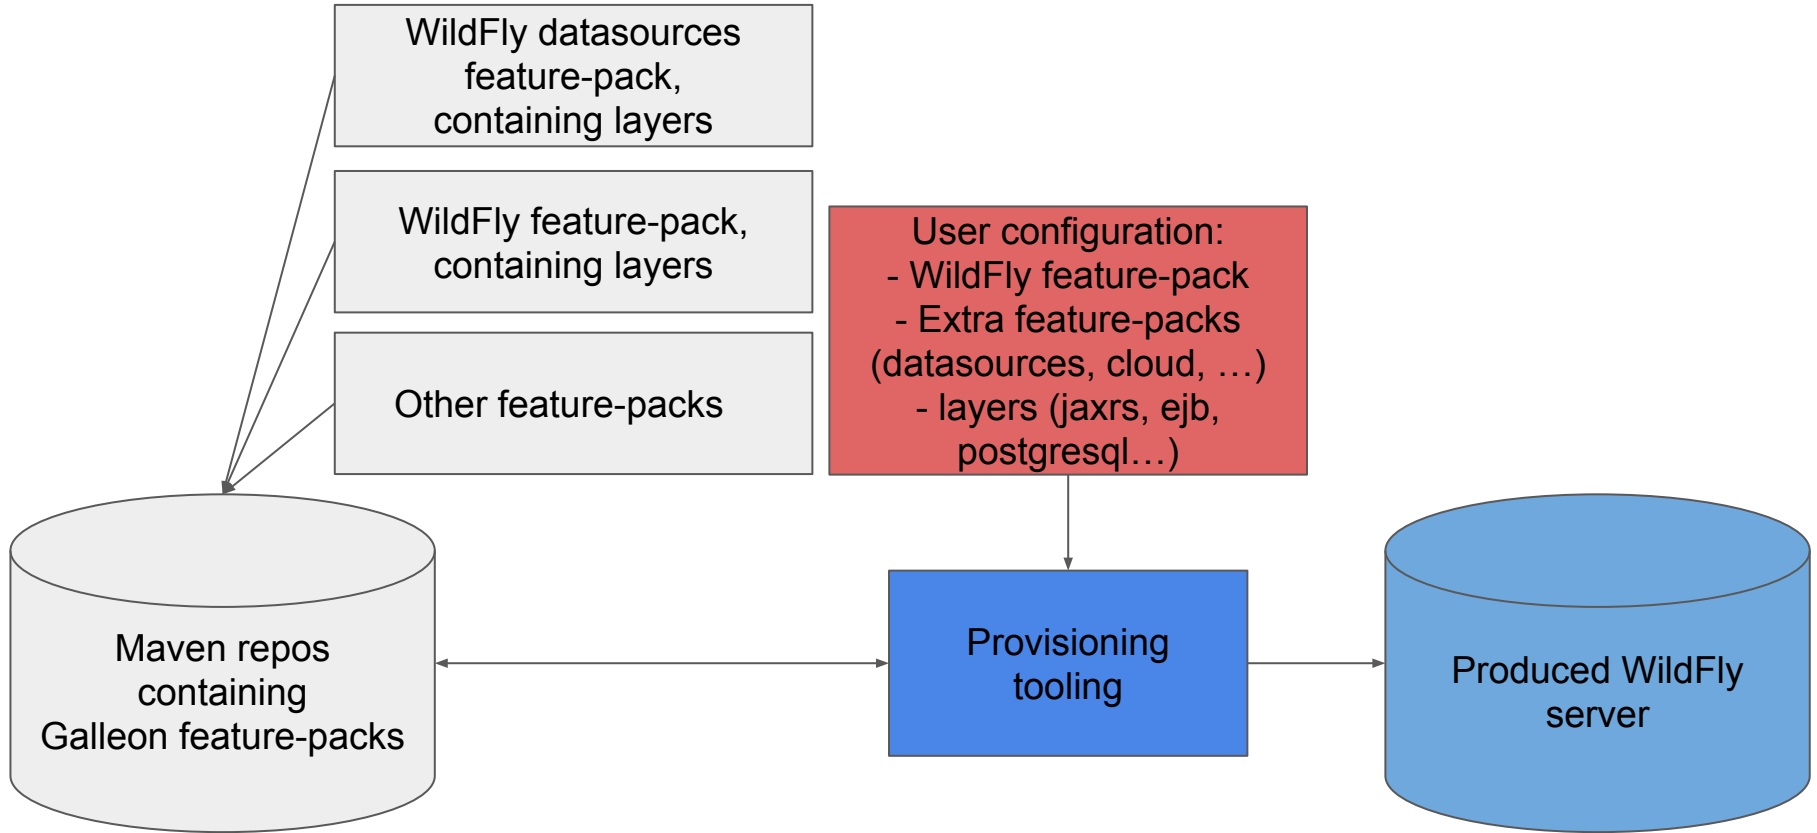 WildFly datasources
feature-pack,
containing layers
WildFly feature-pack,
containing layers
Other feature-packs
User configuration:
- WildFly feature-pack
- Extra feature-packs
(datasources, cloud, …)
- layers (jaxrs, ejb,
postgresql…)
Maven repos
containing
Galleon feature-packs
Provisioning
tooling
Produced WildFly
server